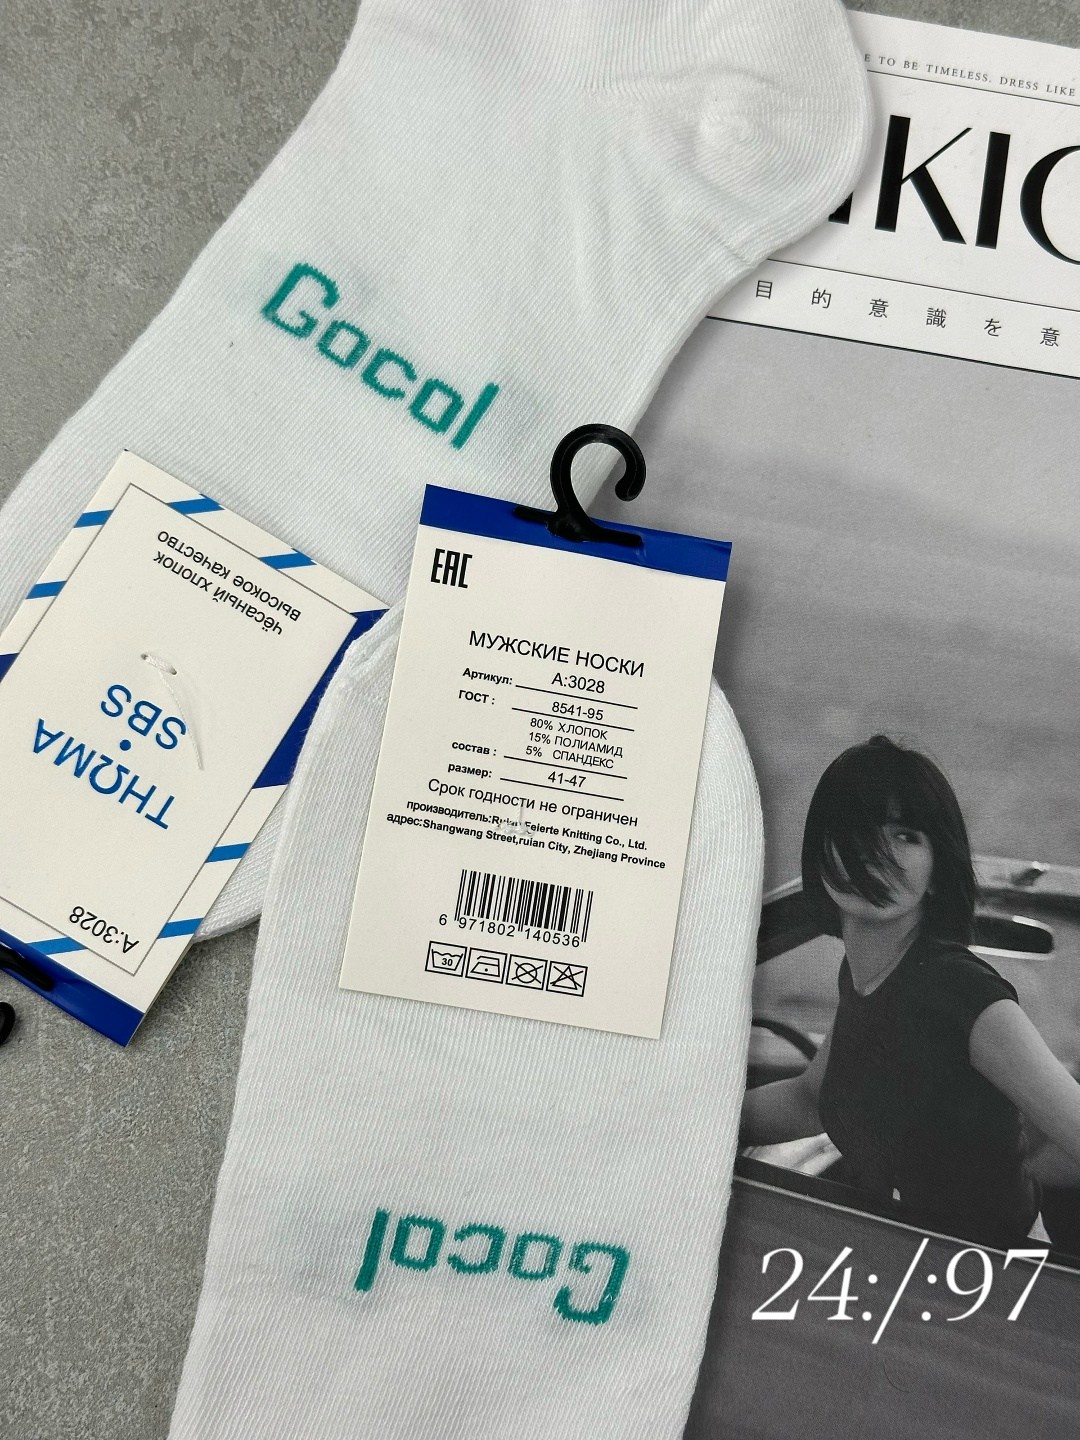 E TO BE TIMELESS. DRESS LIKE
KIC
目 的 意 識 を 意
Gocol
чёсаный хлопок
высокое качество
THΩMA
SBS
A:3028
EAC
МУЖСКИЕ НОСКИ
Артикул: A:3028
ГОСТ : 8541-95
80% ХЛОПОК
15% ПОЛИАМИД
состав : 5% СПАНДЕКС
размер: 41-47
Срок годности не ограничен
производитель: Feierte Knitting Co., Ltd.
адрес:Shangwang Street,ruian City, Zhejiang Province
6 971802 140536
30
Gocol
24:/:97